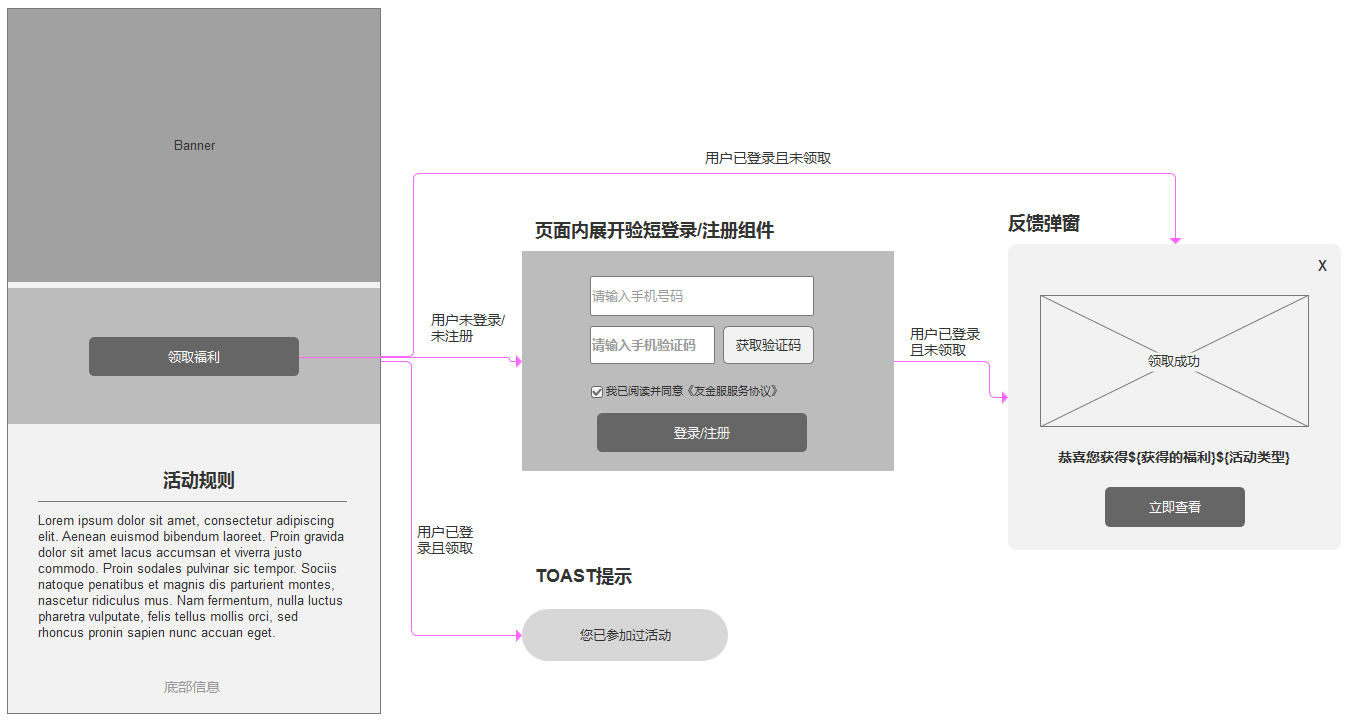 Banner
领取福利
活动规则
Lorem ipsum dolor sit amet, consectetur adipiscing
elit. Aenean euismod bibendum laoreet. Proin gravida
dolor sit amet lacus accumsan et viverra justo
commodo. Proin sodales pulvinar sic tempor. Sociis
natoque penatibus et magnis dis parturient montes,
nascetur ridiculus mus. Nam fermentum, nulla luctus
pharetra vulputate, felis tellus mollis orci, sed
rhoncus pronin sapien nunc accuan eget.
底部信息
用户已登录且未领取
用户未登录/
未注册
用户已登
录且领取
页面内展开验短登录/注册组件
请输入手机号码
请输入手机验证码
获取验证码
我已阅读并同意《友金服服务协议》
登录/注册
TOAST提示
您已参加过活动
用户已登录
且未领取
反馈弹窗
X
领取成功
恭喜您获得${获得的福利}${活动类型}
立即查看